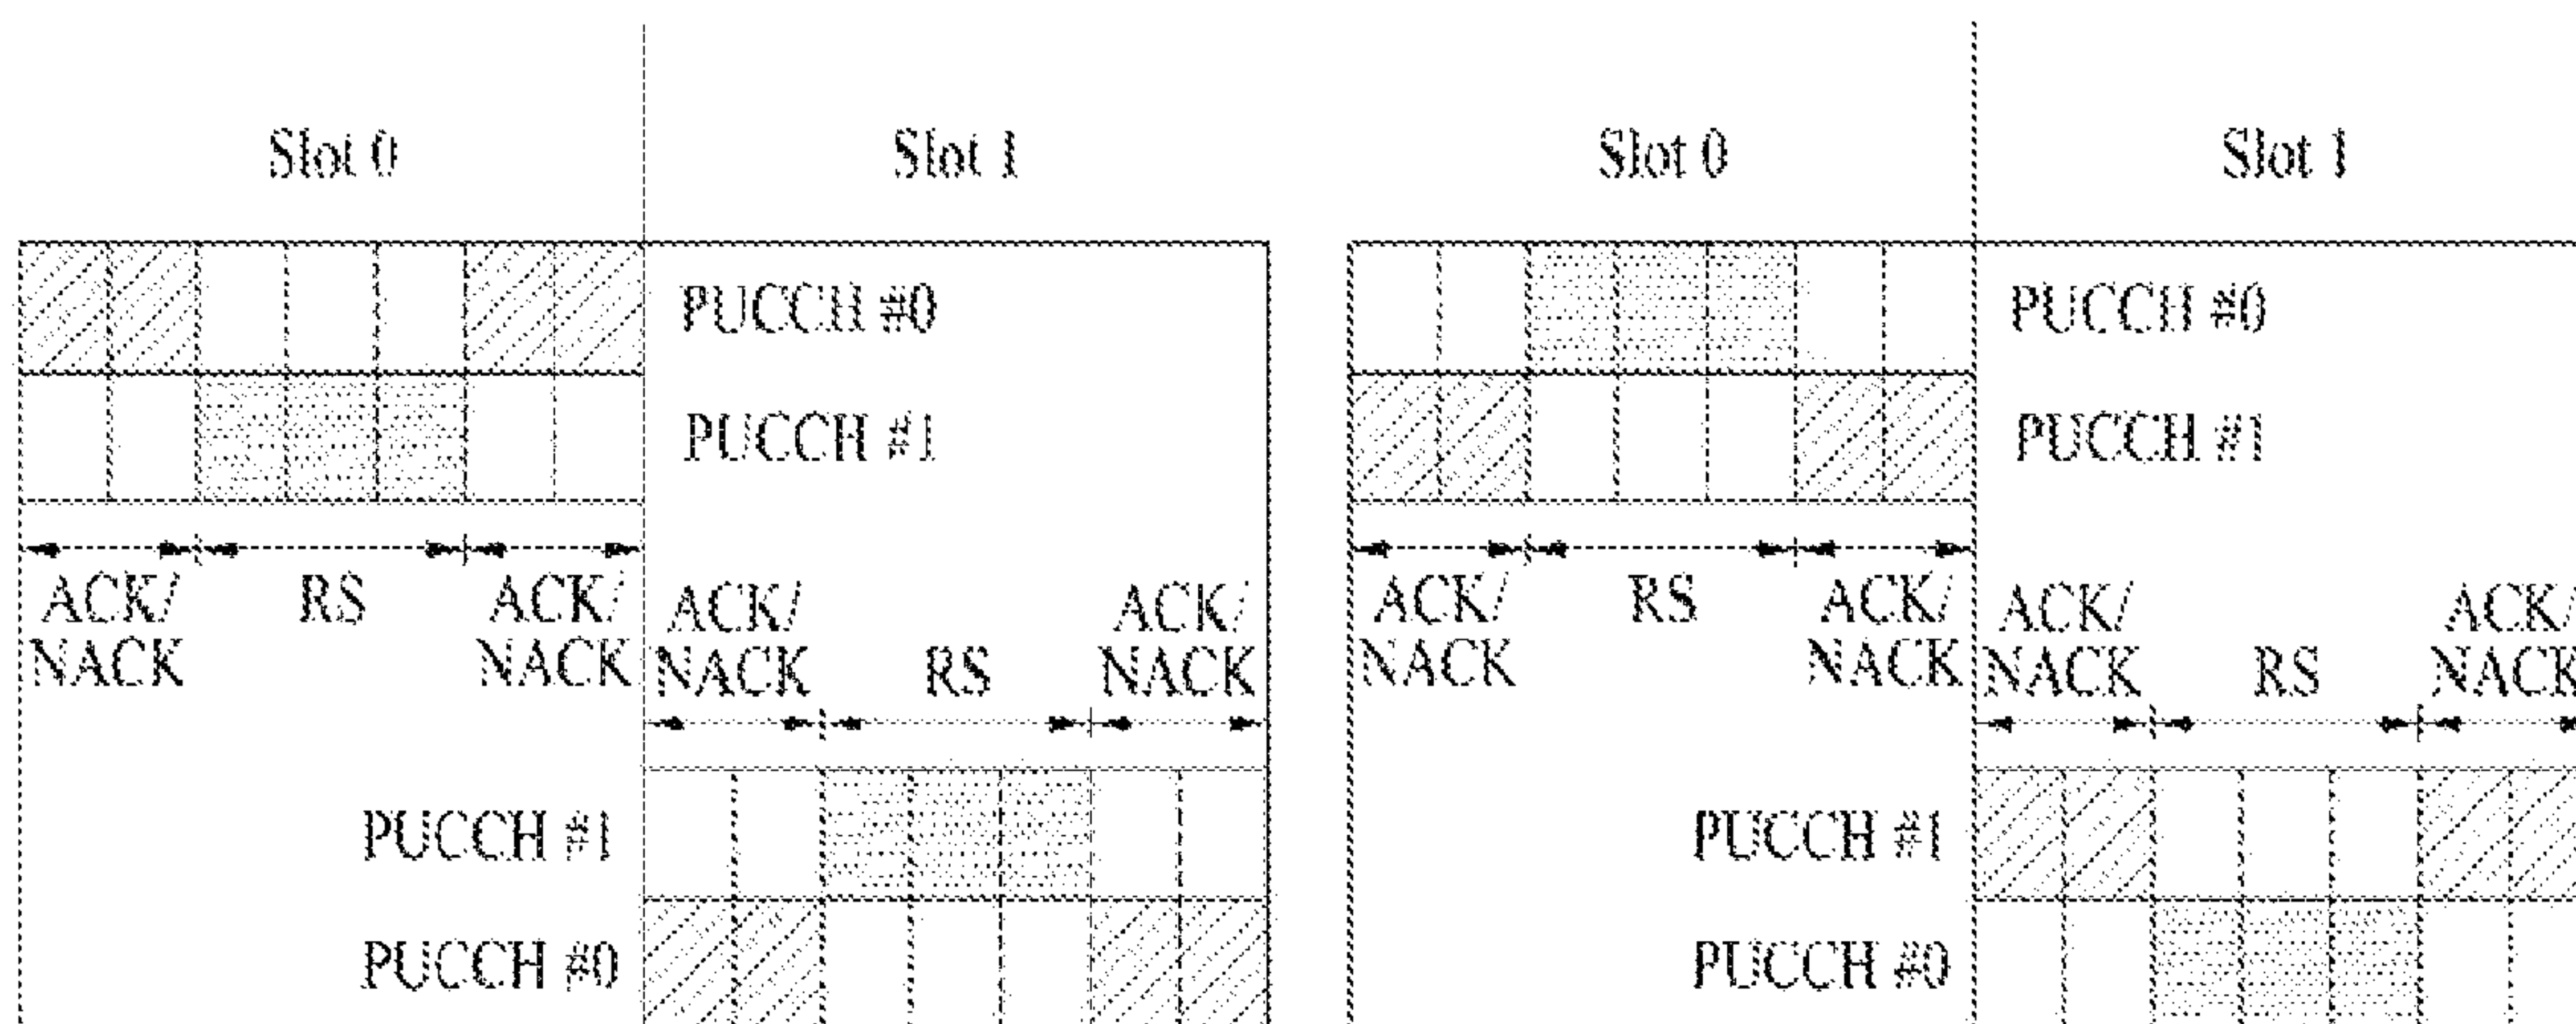 Slot 0 Slot 1 Slot 0 Slot 1
PUCCH #0 PUCCH #0
PUCCH #1 PUCCH #1
ACK/ RS ACK/ ACK/ RS ACK/
NACK NACK NACK NACK
ACK/ ACK/ ACK/ ACK/
NACK RS NACK NACK RS NACK
PUCCH #1 PUCCH #1
PUCCH #0 PUCCH #0